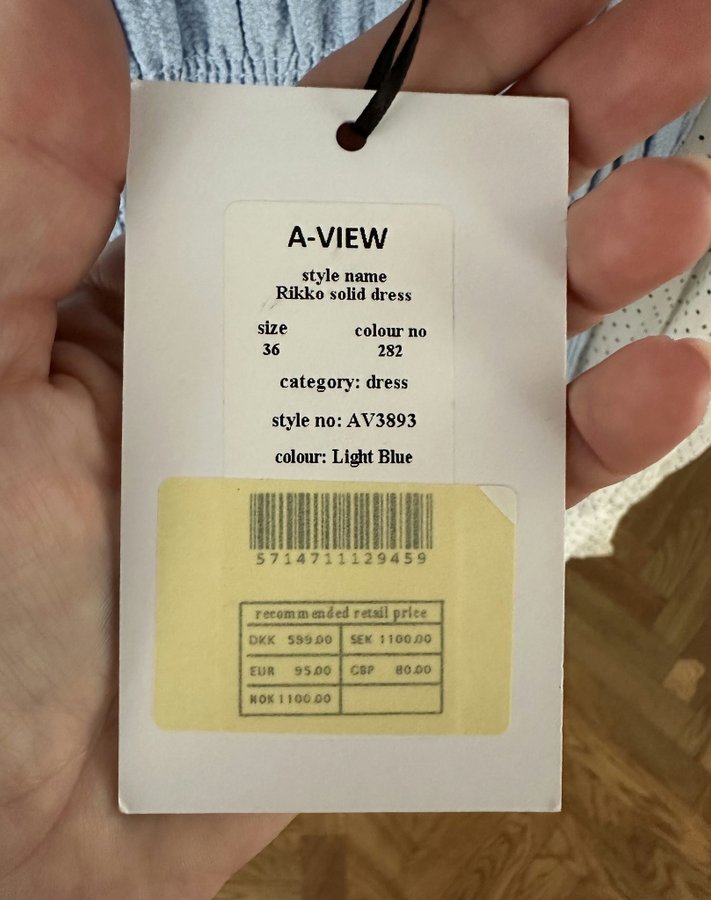 A-VIEW
style name
Rikko solid dress
size colour no
36 282
category: dress
style no: AV3893
colour: Light Blue
5714711129459
recommended retail price
DKK 599.00 SEK 1100.00
EUR 95.00 GBP 80.00
NOK 1100.00